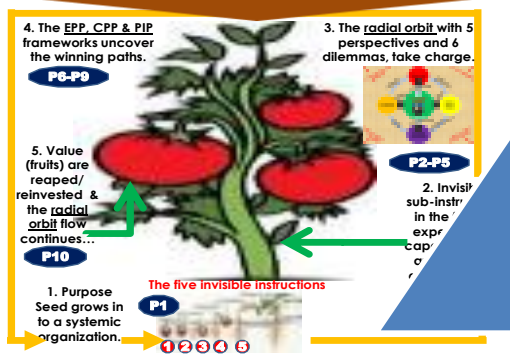 4. The EPP, CPP & PIP
frameworks uncover
the winning paths.
P6-P9
3. The radial orbit with 5
perspectives and 6
dilemmas, take charge.
P2-P5
5. Value
(fruits) are
reaped/
reinvested &
the radial
orbit flow
continues…
P10
2.
sub-instru
in the
expe
cap
The five invisible instructions
1. Purpose
Seed grows in
to a systemic
organization.
P1
1 2 3 4 5